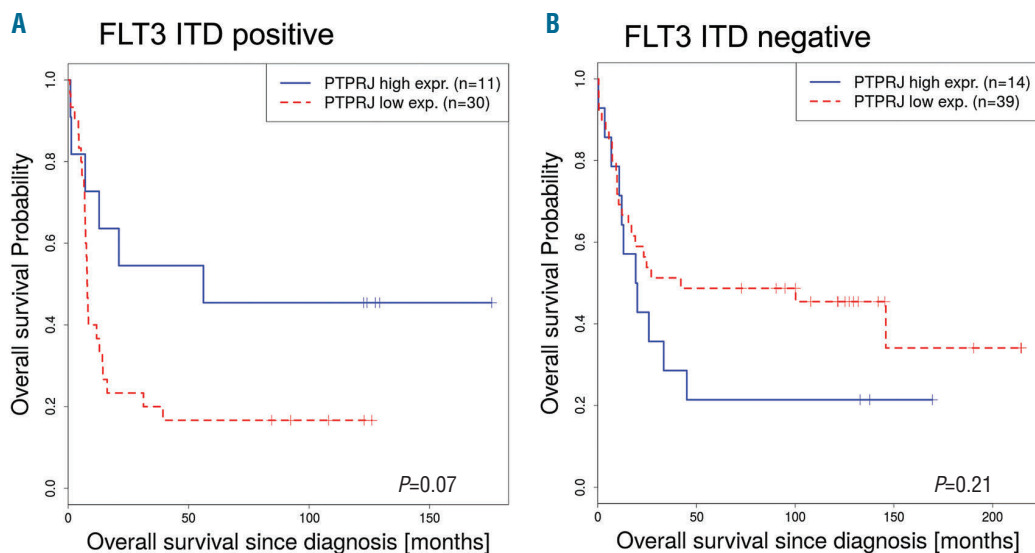 A
FLT3 ITD positive
PTPRJ high expr. (n=11)
PTPRJ low exp. (n=30)
Overall survival Probability
1.0
0.8
0.6
0.4
0.2
0.0
P=0.07
0 50 100 150
Overall survival since diagnosis [months]
B
FLT3 ITD negative
PTPRJ high expr. (n=14)
PTPRJ low exp. (n=39)
Overall survival Probability
1.0
0.8
0.6
0.4
0.2
0.0
P=0.21
0 50 100 150 200
Overall survival since diagnosis [months]